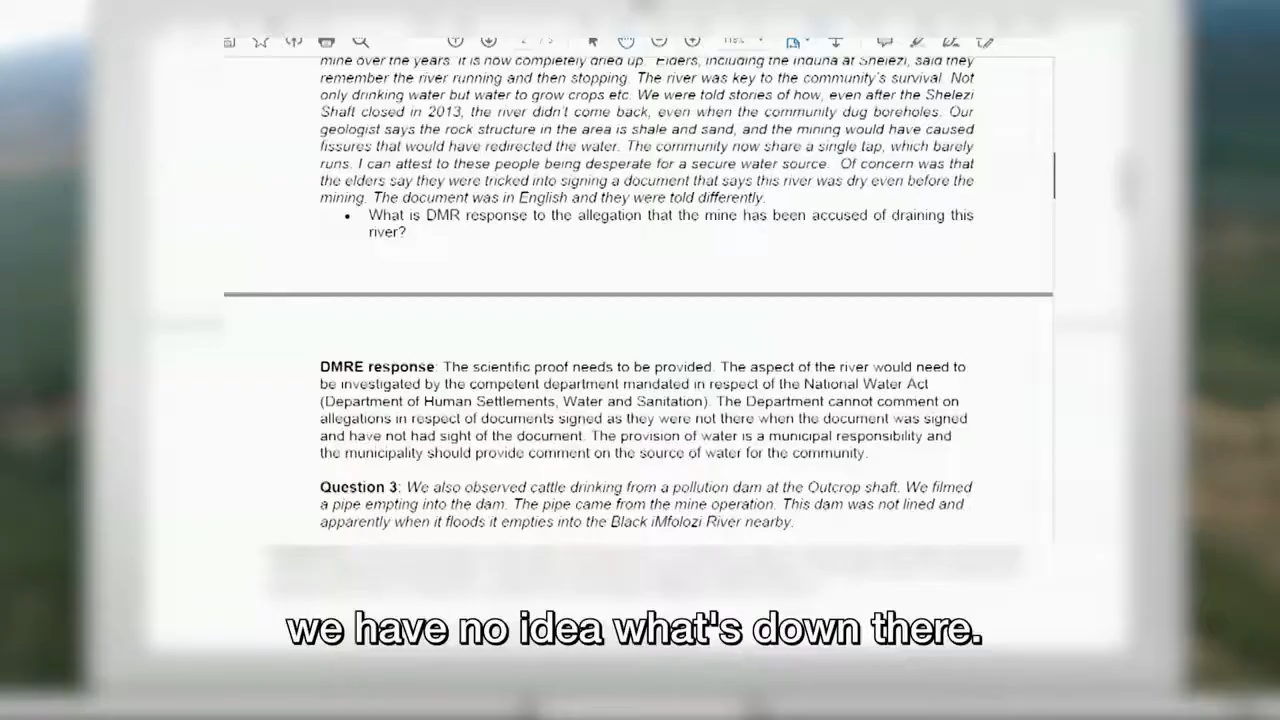 mine over the years. It is now completely dried up. Elders, including the Induna at Shelezi, said they
remember the river running and then stopping. The river was key to the community's survival. Not
only drinking water but water to grow crops etc. We were told stories of how, even after the Shelezi
Shaft closed in 2013, the river didn't come back, even when the community dug boreholes. Our
geologist says the rock structure in the area is shale and sand, and the mining would have caused
fissures that would have redirected the water. The community now share a single tap, which barely
runs. I can attest to these people being desperate for a secure water source. Of concern was that
the elders say they were tricked into signing a document that says this river was dry even before the
mining. The document was in English and they were told differently.
• What is DMR response to the allegation that the mine has been accused of draining this
river?
DMRE response: The scientific proof needs to be provided. The aspect of the river would need to
be investigated by the competent department mandated in respect of the National Water Act
(Department of Human Settlements, Water and Sanitation). The Department cannot comment on
allegations in respect of documents signed as they were not there when the document was signed
and have not had sight of the document. The provision of water is a municipal responsibility and
the municipality should provide comment on the source of water for the community.
Question 3: We also observed cattle drinking from a pollution dam at the Outcrop shaft. We filmed
a pipe emptying into the dam. The pipe came from the mine operation. This dam was not lined and
apparently when it floods it empties into the Black iMfolozi River nearby.
we have no idea what's down there.